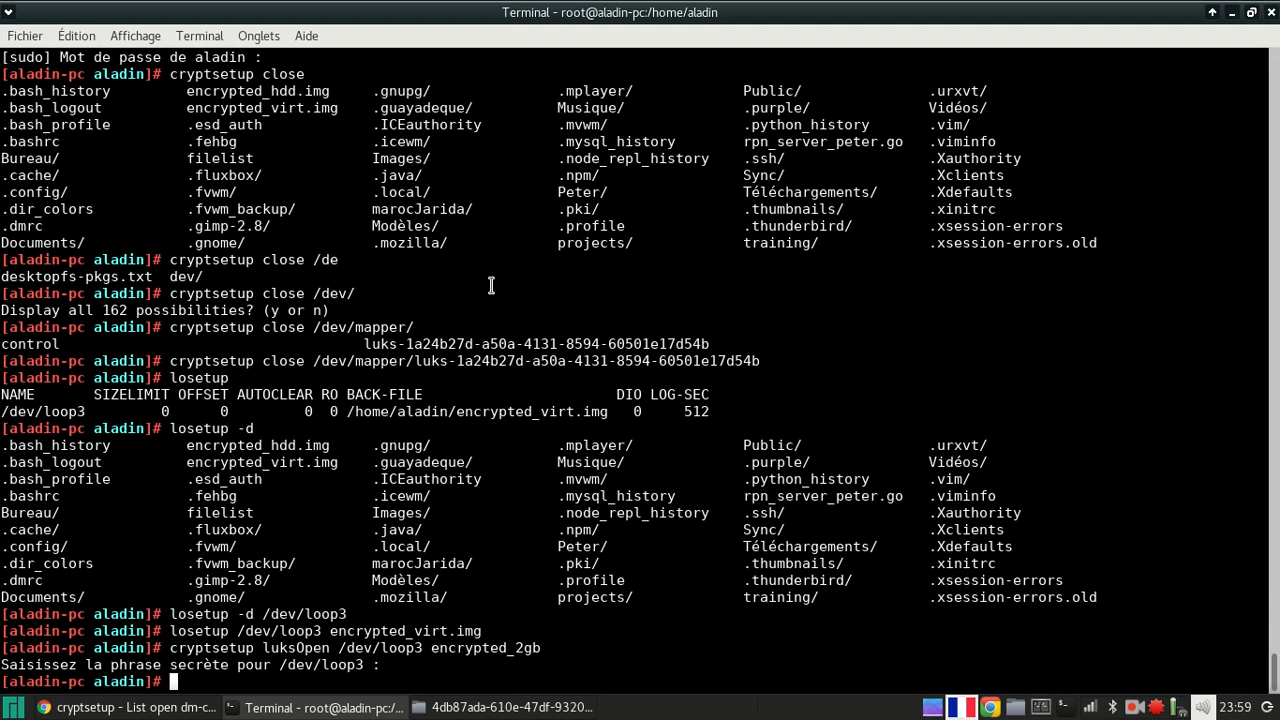 Terminal - root@aladin-pc:/home/aladin
Fichier Édition Affichage Terminal Onglets Aide
[sudo] Mot de passe de aladin :
[aladin-pc aladin]# cryptsetup close
.bash_history encrypted_hdd.img .gnupg/ .mplayer/ Public/ .urxvt/
.bash_logout encrypted_virt.img .guayadeque/ Musique/ .purple/ Vidéos/
.bash_profile .esd_auth .ICEauthority .mvwm/ .python_history .vim/
.bashrc .fehbg .icewm/ .mysql_history rpn_server_peter.go .viminfo
Bureau/ filelist Images/ .node_repl_history .ssh/ .Xauthority
.cache/ .fluxbox/ .java/ .npm/ Sync/ .Xclients
.config/ .fvwm/ .local/ Peter/ Téléchargements/ .Xdefaults
.dir_colors .fvwm_backup/ marocJarida/ .pki/ .thumbnails/ .xinitrc
.dmrc .gimp-2.8/ Modèles/ .profile .thunderbird/ .xsession-errors
Documents/ .gnome/ .mozilla/ projects/ training/ .xsession-errors.old
[aladin-pc aladin]# cryptsetup close /de
desktopfs-pkgs.txt dev/
[aladin-pc aladin]# cryptsetup close /dev/
Display all 162 possibilities? (y or n)
[aladin-pc aladin]# cryptsetup close /dev/mapper/
control luks-1a24b27d-a50a-4131-8594-60501e17d54b
[aladin-pc aladin]# cryptsetup close /dev/mapper/luks-1a24b27d-a50a-4131-8594-60501e17d54b
[aladin-pc aladin]# losetup
NAME SIZELIMIT OFFSET AUTOCLEAR RO BACK-FILE DIO LOG-SEC
/dev/loop3 0 0 0 0 /home/aladin/encrypted_virt.img 0 512
[aladin-pc aladin]# losetup -d
.bash_history encrypted_hdd.img .gnupg/ .mplayer/ Public/ .urxvt/
.bash_logout encrypted_virt.img .guayadeque/ Musique/ .purple/ Vidéos/
.bash_profile .esd_auth .ICEauthority .mvwm/ .python_history .vim/
.bashrc .fehbg .icewm/ .mysql_history rpn_server_peter.go .viminfo
Bureau/ filelist Images/ .node_repl_history .ssh/ .Xauthority
.cache/ .fluxbox/ .java/ .npm/ Sync/ .Xclients
.config/ .fvwm/ .local/ Peter/ Téléchargements/ .Xdefaults
.dir_colors .fvwm_backup/ marocJarida/ .pki/ .thumbnails/ .xinitrc
.dmrc .gimp-2.8/ Modèles/ .profile .thunderbird/ .xsession-errors
Documents/ .gnome/ .mozilla/ projects/ training/ .xsession-errors.old
[aladin-pc aladin]# losetup -d /dev/loop3
[aladin-pc aladin]# losetup /dev/loop3 encrypted_virt.img
[aladin-pc aladin]# cryptsetup luksOpen /dev/loop3 encrypted_2gb
Saisissez la phrase secrète pour /dev/loop3 :
[aladin-pc aladin]#
cryptsetup - List open dm-c... Terminal - root@aladin-pc:/... 4db87ada-610e-47df-9320... 23:59